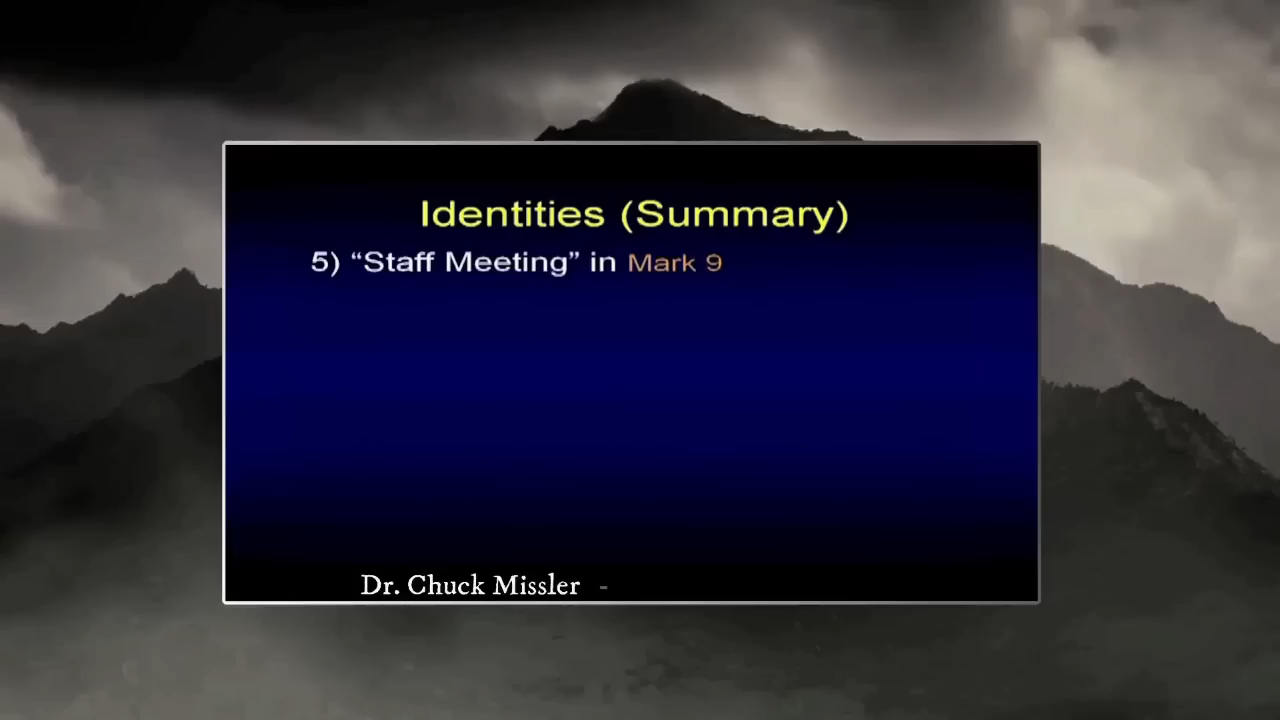 Identities (Summary)
5) “Staff Meeting” in Mark 9
Dr. Chuck Missler -